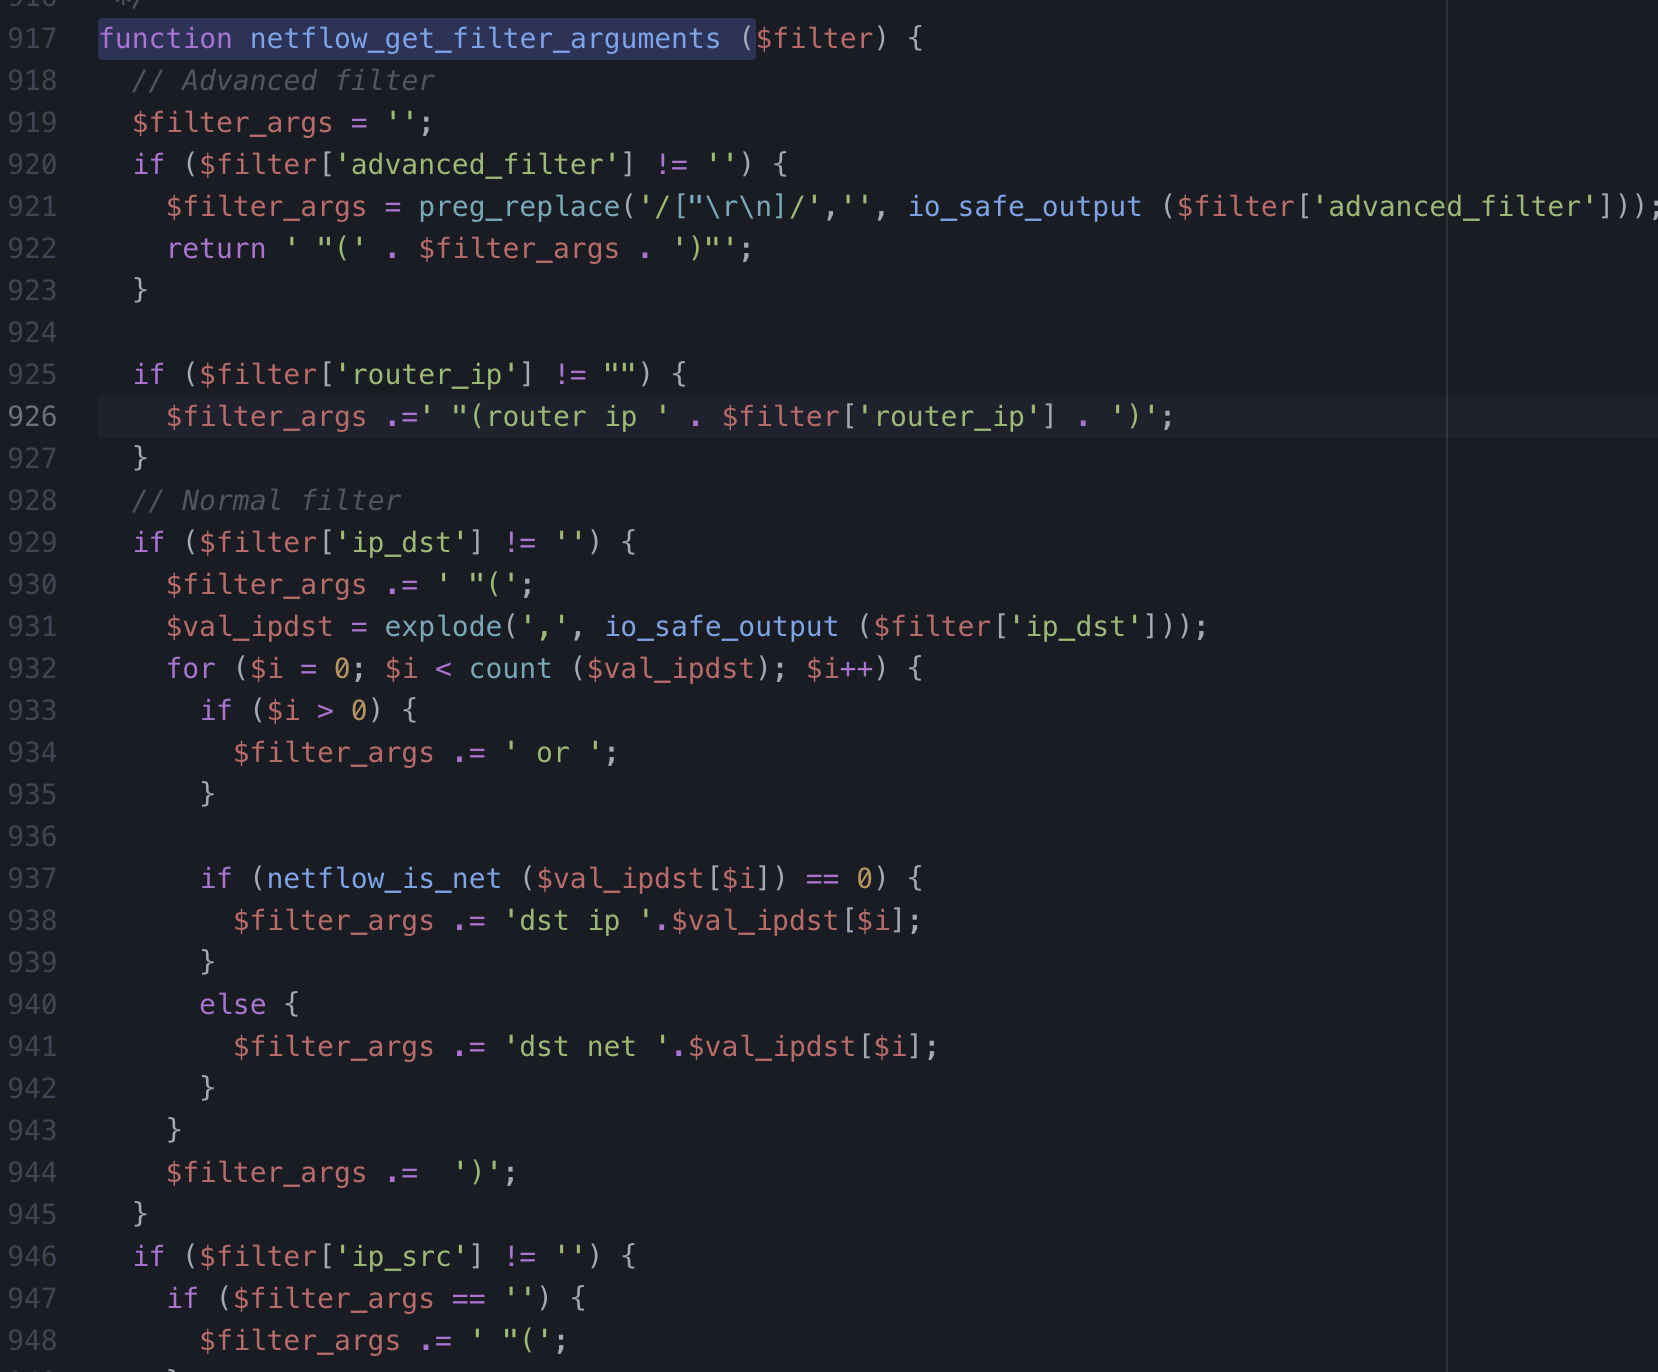 916 */
917 function netflow_get_filter_arguments ($filter) {
918   // Advanced filter
919   $filter_args = '';
920   if ($filter['advanced_filter'] != '') {
921     $filter_args = preg_replace('/["\r\n]/','', io_safe_output ($filter['advanced_filter']));
922     return ' "(' . $filter_args . ')"';
923   }
924
925   if ($filter['router_ip'] != "") {
926     $filter_args .=' "(router ip ' . $filter['router_ip'] . ')';
927   }
928   // Normal filter
929   if ($filter['ip_dst'] != '') {
930     $filter_args .= ' "(';
931     $val_ipdst = explode(',', io_safe_output ($filter['ip_dst']));
932     for ($i = 0; $i < count ($val_ipdst); $i++) {
933       if ($i > 0) {
934         $filter_args .= ' or ';
935       }
936
937       if (netflow_is_net ($val_ipdst[$i]) == 0) {
938         $filter_args .= 'dst ip '.$val_ipdst[$i];
939       }
940       else {
941         $filter_args .= 'dst net '.$val_ipdst[$i];
942       }
943     }
944     $filter_args .=  ')';
945   }
946   if ($filter['ip_src'] != '') {
947     if ($filter_args == '') {
948       $filter_args .= ' "(';